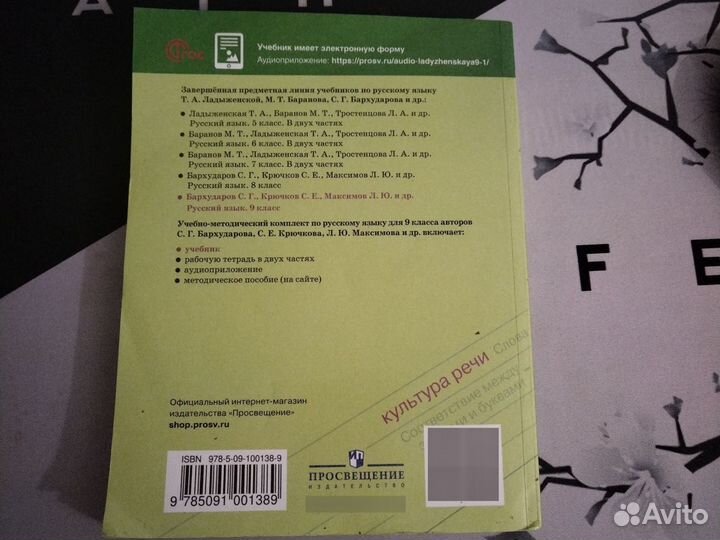 ФГОС
Учебник имеет электронную форму
Аудиоприложение: https://prosv.ru/audio-ladyzhenskaya9-1/
Завершённая предметная линия учебников по русскому языку
Т. А. Ладыженской, М. Т. Баранова, С. Г. Бархударова и др.:
• Ладыженская Т. А., Баранов М. Т., Тростенцова Л. А. и др.
Русский язык. 5 класс. В двух частях
• Баранов М. Т., Ладыженская Т. А., Тростенцова Л. А. и др.
Русский язык. 6 класс. В двух частях
• Баранов М. Т., Ладыженская Т. А., Тростенцова Л. А. и др.
Русский язык. 7 класс. В двух частях
• Бархударов С. Г., Крючков С. Е., Максимов Л. Ю. и др.
Русский язык. 8 класс
• Бархударов С. Г., Крючков С. Е., Максимов Л. Ю. и др.
Русский язык. 9 класс
Учебно-методический комплект по русскому языку для 9 класса авторов
С. Г. Бархударова, С. Е. Крючкова, Л. Ю. Максимова и др. включает:
• учебник
• рабочую тетрадь в двух частях
• аудиоприложение
• методическое пособие (на сайте)
культура речи
Слова
Соответствие между
и буквами
Официальный интернет-магазин
издательства «Просвещение»
shop.prosv.ru
ISBN 978-5-09-100138-9
9 785091 001389
ПРОСВЕЩЕНИЕ
ИЗДАТЕЛЬСТВО
F E
Avito